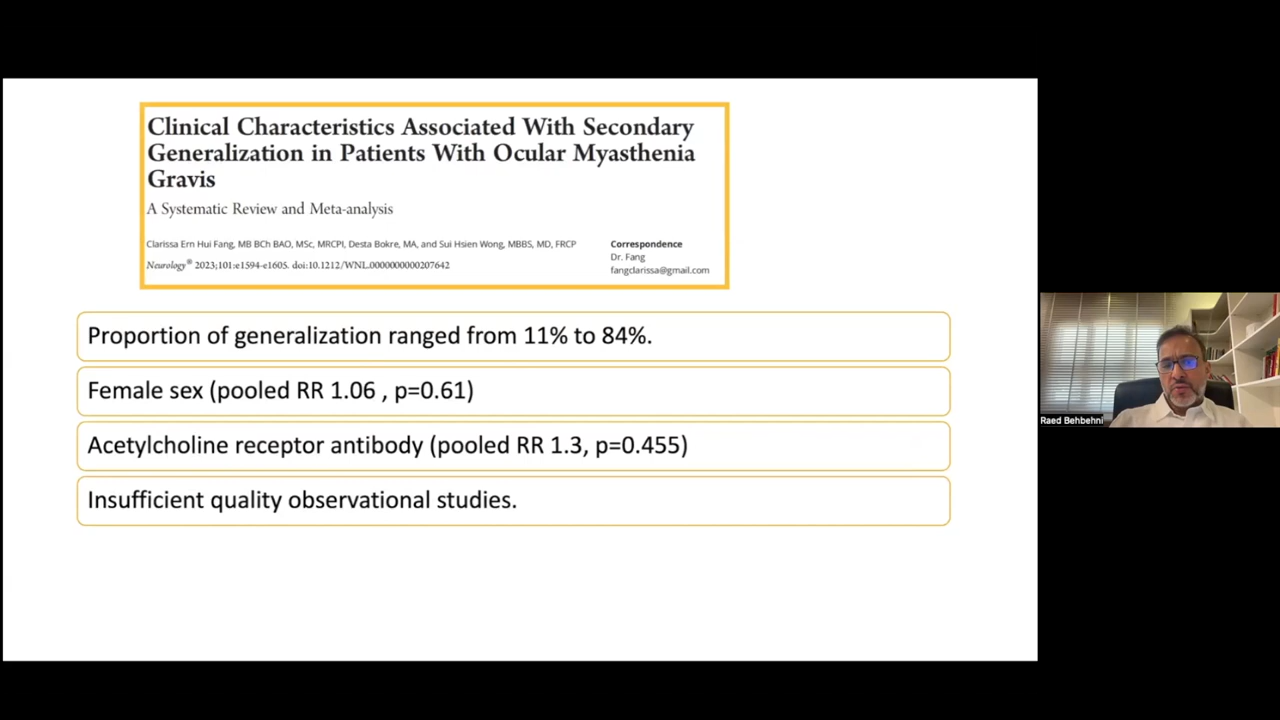 Clinical Characteristics Associated With Secondary
Generalization in Patients With Ocular Myasthenia
Gravis
A Systematic Review and Meta-analysis
Clarissa Ern Hui Fang, MB BCh BAO, MSc, MRCPI, Desta Bokre, MA, and Sui Hsien Wong, MBBS, MD, FRCP
Neurology® 2023;101:e1594-e1605. doi:10.1212/WNL.0000000000207642
Correspondence
Dr. Fang
fangclarissa@gmail.com
Proportion of generalization ranged from 11% to 84%.
Female sex (pooled RR 1.06 , p=0.61)
Acetylcholine receptor antibody (pooled RR 1.3, p=0.455)
Insufficient quality observational studies.
Raed Behbehni